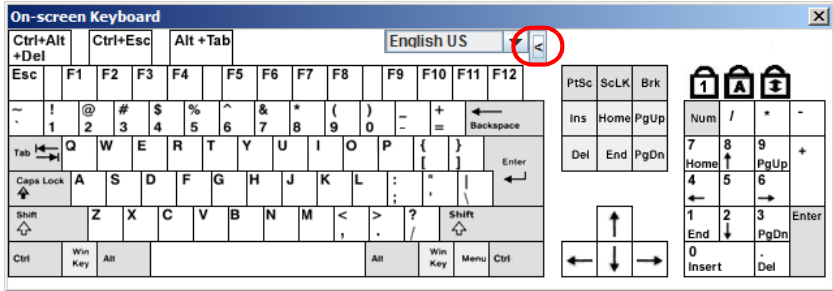 On-screen Keyboard
Ctrl+Alt +Del Ctrl+Esc Alt +Tab English US <
Esc F1 F2 F3 F4 F5 F6 F7 F8 F9 F10 F11 F12 PtSc ScLK Brk 1 A
~ ` ! 1 @ 2 # 3 $ 4 % 5 ^ 6 & 7 * 8 ( 9 ) 0 _ - + = Backspace Ins Home PgUp Num / * -
Tab Q W E R T Y U I O P { [ } ] Enter Del End PgDn 7 Home 8 9 PgUp +
Caps Lock A S D F G H J K L : ; " ' | \ 4 5 6
Shift Z X C V B N M < , > . ? / Shift 1 End 2 3 PgDn Enter
Ctrl Win Key Alt Alt Win Key Menu Ctrl 0 Insert . Del